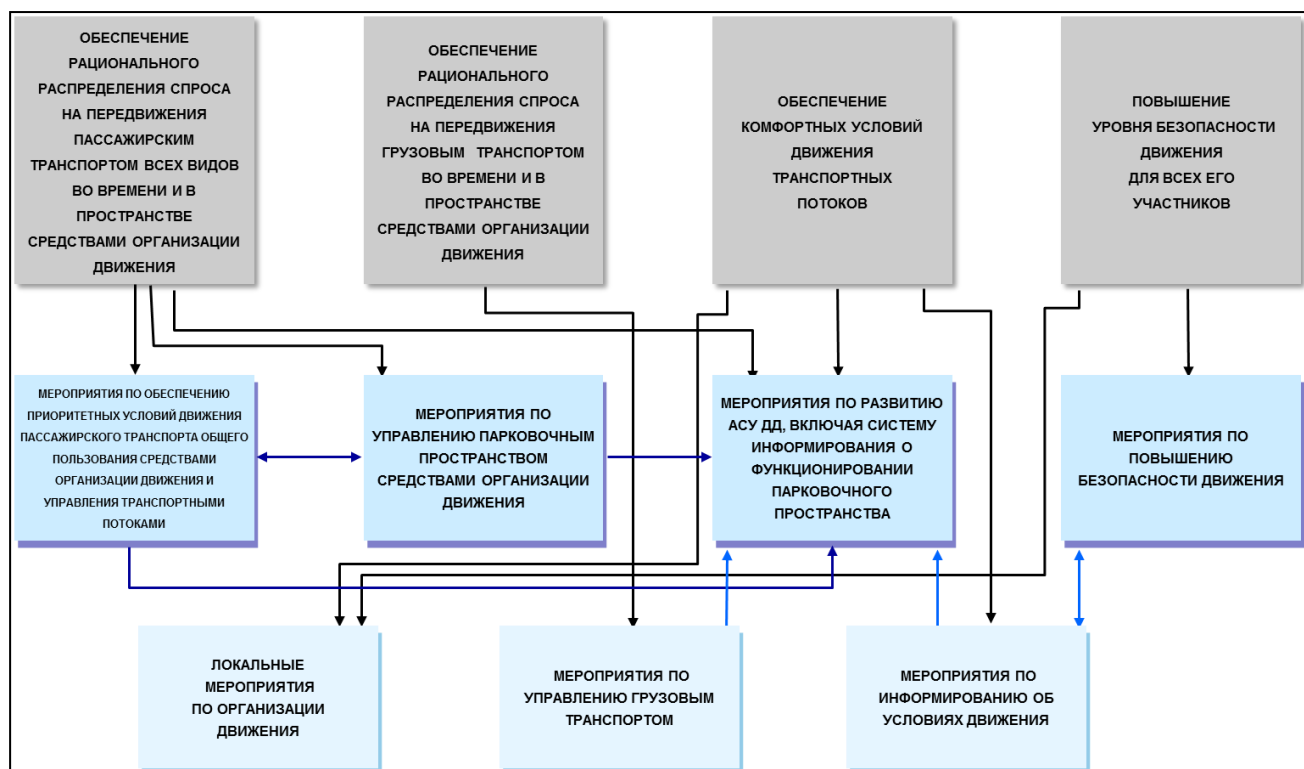 ОБЕСПЕЧЕНИЕ
РАЦИОНАЛЬНОГО
РАСПРЕДЕЛЕНИЯ СПРОСА
НА ПЕРЕДВИЖЕНИЯ
ПАССАЖИРСКИМ
ТРАНСПОРТОМ ВСЕХ ВИДОВ
ВО ВРЕМЕНИ И В
ПРОСТРАНСТВЕ
СРЕДСТВАМИ ОРГАНИЗАЦИИ
ДВИЖЕНИЯ
ОБЕСПЕЧЕНИЕ
РАЦИОНАЛЬНОГО
РАСПРЕДЕЛЕНИЯ СПРОСА
НА ПЕРЕДВИЖЕНИЯ
ГРУЗОВЫМ ТРАНСПОРТОМ
ВО ВРЕМЕНИ И В
ПРОСТРАНСТВЕ
СРЕДСТВАМИ ОРГАНИЗАЦИИ
ДВИЖЕНИЯ
ОБЕСПЕЧЕНИЕ
КОМФОРТНЫХ УСЛОВИЙ
ДВИЖЕНИЯ
ТРАНСПОРТНЫХ
ПОТОКОВ
ПОВЫШЕНИЕ
УРОВНЯ БЕЗОПАСНОСТИ
ДВИЖЕНИЯ
ДЛЯ ВСЕХ ЕГО
УЧАСТНИКОВ
МЕРОПРИЯТИЯ ПО ОБЕСПЕЧЕНИЮ
ПРИОРИТЕТНЫХ УСЛОВИЙ ДВИЖЕНИЯ
ПАССАЖИРСКОГО ТРАНСПОРТА ОБЩЕГО
ПОЛЬЗОВАНИЯ СРЕДСТВАМИ
ОРГАНИЗАЦИИ ДВИЖЕНИЯ И
УПРАВЛЕНИЯ ТРАНСПОРТНЫМИ
ПОТОКАМИ
МЕРОПРИЯТИЯ ПО
УПРАВЛЕНИЮ ПАРКОВОЧНЫМ
ПРОСТРАНСТВОМ
СРЕДСТВАМИ ОРГАНИЗАЦИИ
ДВИЖЕНИЯ
МЕРОПРИЯТИЯ ПО РАЗВИТИЮ
АСУ ДД, ВКЛЮЧАЯ СИСТЕМУ
ИНФОРМИРОВАНИЯ О
ФУНКЦИОНИРОВАНИИ
ПАРКОВОЧНОГО
ПРОСТРАНСТВА
МЕРОПРИЯТИЯ ПО
ПОВЫШЕНИЮ
БЕЗОПАСНОСТИ ДВИЖЕНИЯ
ЛОКАЛЬНЫЕ
МЕРОПРИЯТИЯ
ПО ОРГАНИЗАЦИИ
ДВИЖЕНИЯ
МЕРОПРИЯТИЯ ПО
УПРАВЛЕНИЮ ГРУЗОВЫМ
ТРАНСПОРТОМ
МЕРОПРИЯТИЯ ПО
ИНФОРМИРОВАНИЮ ОБ
УСЛОВИЯХ ДВИЖЕНИЯ